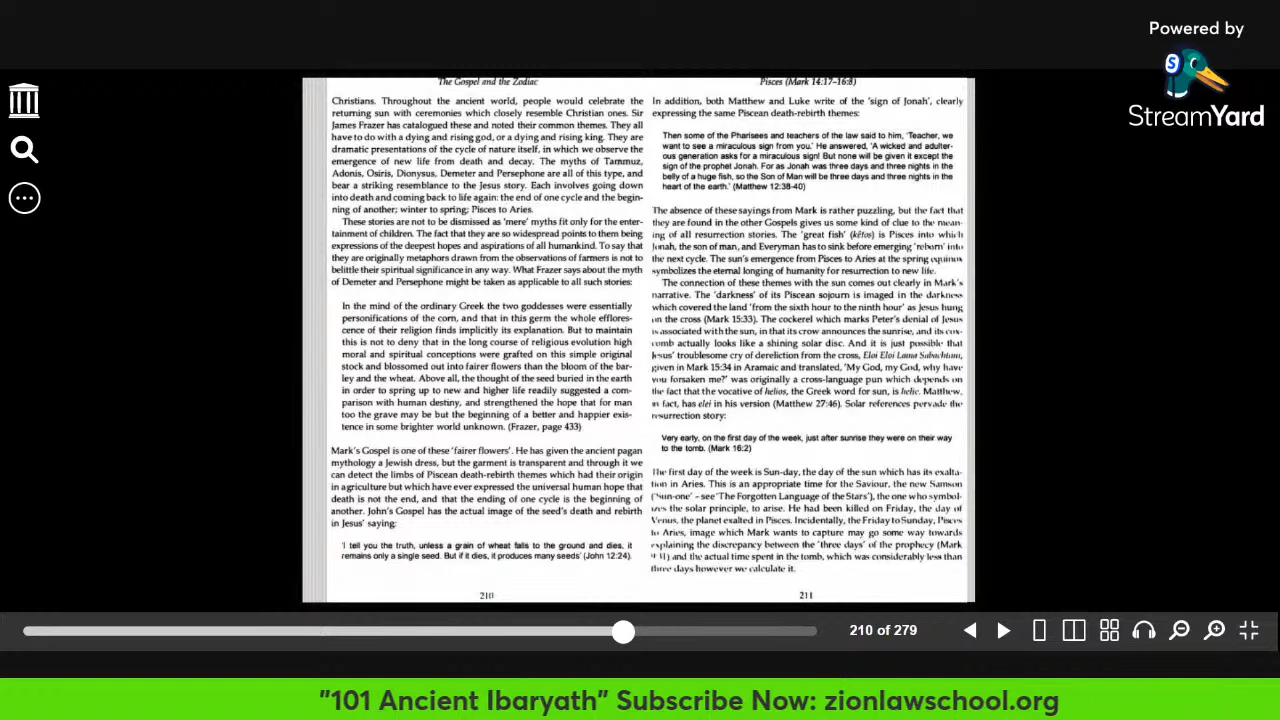 Powered by
StreamYard
The Gospel and the Zodiac
Christians. Throughout the ancient world, people would celebrate the
returning sun with ceremonies which closely resemble Christian ones. Sir
James Frazer has catalogued these and noted their common themes. They all
have to do with a dying and rising god, or a dying and rising king. They are
dramatic presentations of the cycle of nature itself, in which we observe the
emergence of new life from death and decay. The myths of Tammuz,
Adonis, Osiris, Dionysus, Demeter and Persephone are all of this type, and
bear a striking resemblance to the Jesus story. Each involves going down
into death and coming back to life again: the end of one cycle and the begin-
ning of another; winter to spring; Pisces to Aries.
These stories are not to be dismissed as 'mere' myths fit only for the enter-
tainment of children. The fact that they are so widespread points to them being
expressions of the deepest hopes and aspirations of all humankind. To say that
they are originally metaphors drawn from the observations of farmers is not to
belittle their spiritual significance in any way. What Frazer says about the myth
of Demeter and Persephone might be taken as applicable to all such stories:
In the mind of the ordinary Greek the two goddesses were essentially
personifications of the corn, and that in this germ the whole efflores-
cence of their religion finds implicitly its explanation. But to maintain
this is not to deny that in the long course of religious evolution high
moral and spiritual conceptions were grafted on this simple original
stock and blossomed out into fairer flowers than the bloom of the bar-
ley and the wheat. Above all, the thought of the seed buried in the earth
in order to spring up to new and higher life readily suggested a com-
parison with human destiny, and strengthened the hope that for man
too the grave may be but the beginning of a better and happier exis-
tence in some brighter world unknown. (Frazer, page 433)
Mark's Gospel is one of these 'fairer flowers'. He has given the ancient pagan
mythology a Jewish dress, but the garment is transparent and through it we
can detect the limbs of Piscean death-rebirth themes which had their origin
in agriculture but which have ever expressed the universal human hope that
death is not the end, and that the ending of one cycle is the beginning of
another. John's Gospel has the actual image of the seed's death and rebirth
in Jesus' saying:
'I tell you the truth, unless a grain of wheat falls to the ground and dies, it
remains only a single seed. But if it dies, it produces many seeds' (John 12:24).
210
Pisces (Mark 14:17–16:8)
In addition, both Matthew and Luke write of the 'sign of Jonah', clearly
expressing the same Piscean death-rebirth themes:
Then some of the Pharisees and teachers of the law said to him, 'Teacher, we
want to see a miraculous sign from you.' He answered, 'A wicked and adulter-
ous generation asks for a miraculous sign! But none will be given it except the
sign of the prophet Jonah. For as Jonah was three days and three nights in the
belly of a huge fish, so the Son of Man will be three days and three nights in the
heart of the earth.' (Matthew 12:38-40)
The absence of these sayings from Mark is rather puzzling, but the fact that
they are found in the other Gospels gives us some kind of clue to the mean-
ing of all resurrection stories. The 'great fish' (kētos) is Pisces into which
Jonah, the son of man, and Everyman has to sink before emerging 'reborn' into
the next cycle. The sun's emergence from Pisces to Aries at the spring equinox
symbolizes the eternal longing of humanity for resurrection to new life.
The connection of these themes with the sun comes out clearly in Mark's
narrative. The 'darkness' of its Piscean sojourn is imaged in the darkness
which covered the land 'from the sixth hour to the ninth hour' as Jesus hung
on the cross (Mark 15:33). The cockerel which marks Peter's denial of Jesus
is associated with the sun, in that its crow announces the sunrise, and its cox-
comb actually looks like a shining solar disc. And it is just possible that
Jesus' troublesome cry of dereliction from the cross, Eloi Eloi Lama Sabachtani,
given in Mark 15:34 in Aramaic and translated, 'My God, my God, why have
you forsaken me?' was originally a cross-language pun which depends on
the fact that the vocative of helios, the Greek word for sun, is helie. Matthew,
in fact, has elei in his version (Matthew 27:46). Solar references pervade the
resurrection story:
Very early, on the first day of the week, just after sunrise they were on their way
to the tomb. (Mark 16:2)
The first day of the week is Sun-day, the day of the sun which has its exalta-
tion in Aries. This is an appropriate time for the Saviour, the new Samson
('Sun-one' – see 'The Forgotten Language of the Stars'), the one who symbol-
izes the solar principle, to arise. He had been killed on Friday, the day of
Venus, the planet exalted in Pisces. Incidentally, the Friday to Sunday, Pisces
to Aries, image which Mark wants to capture may go some way towards
explaining the discrepancy between the 'three days' of the prophecy (Mark
and the actual time spent in the tomb, which was considerably less than
three days however we calculate it.
211
210 of 279
"101 Ancient Ibaryath" Subscribe Now: zionlawschool.org